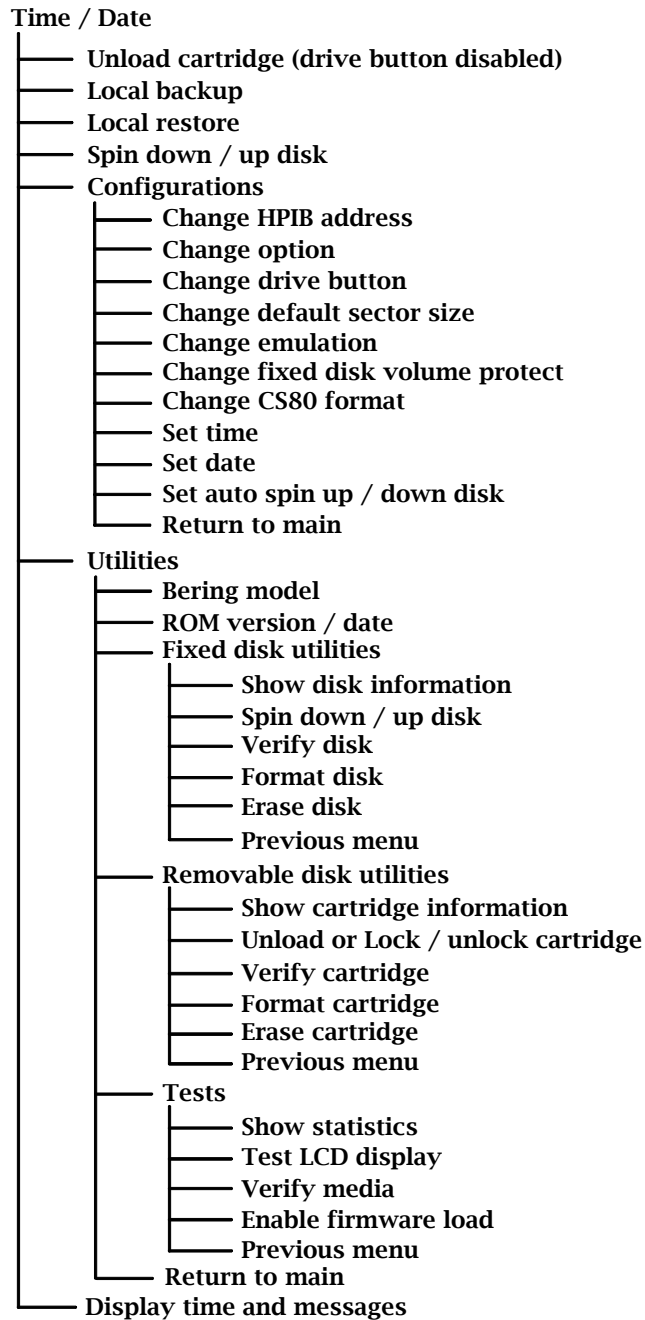 Time / Date
Unload cartridge (drive button disabled)
Local backup
Local restore
Spin down / up disk
Configurations
Change HPIB address
Change option
Change drive button
Change default sector size
Change emulation
Change fixed disk volume protect
Change CS80 format
Set time
Set date
Set auto spin up / down disk
Return to main
Utilities
Bering model
ROM version / date
Fixed disk utilities
Show disk information
Spin down / up disk
Verify disk
Format disk
Erase disk
Previous menu
Removable disk utilities
Show cartridge information
Unload or Lock / unlock cartridge
Verify cartridge
Format cartridge
Erase cartridge
Previous menu
Tests
Show statistics
Test LCD display
Verify media
Enable firmware load
Previous menu
Return to main
Display time and messages